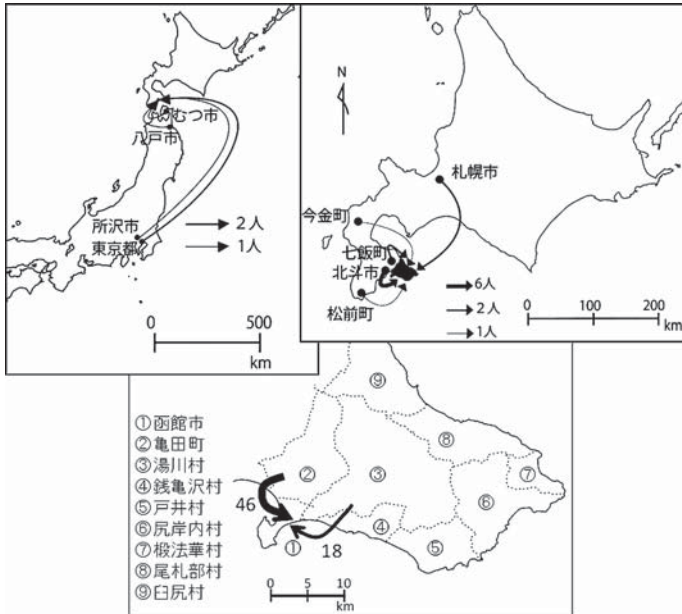 むつ市
八戸市
所沢市
東京都
2人
1人
0
500
km
N
札幌市
今金町
七飯町
北斗市
松前町
6人
2人
1人
0
100
200
km
①函館市
②亀田町
③湯川村
④銭亀沢村
⑤戸井村
⑥尻岸内村
⑦椴法華村
⑧尾札部村
⑨臼尻村
⑨
⑧
②
③
⑦
⑥
④
⑤
①
46
18
0
5
10
km